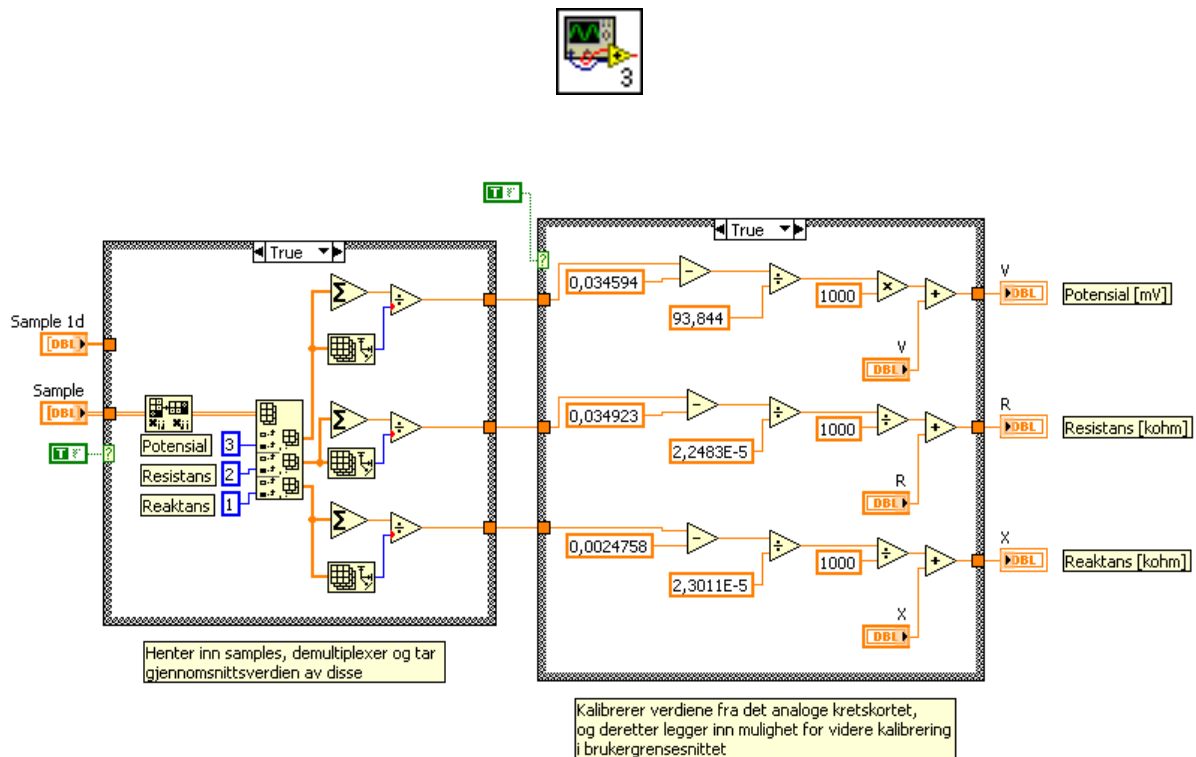 3
T
True
True
0,034594
93,844
1000
V
DBL
V
DBL
Potensial [mV]
Sample 1d
[DBL]
Sample
[DBL]
T
Potensial
3
Resistans
2
Reaktans
1
0,034923
2,2483E-5
1000
R
DBL
R
DBL
Resistans [kohm]
0,0024758
2,3011E-5
1000
X
DBL
X
DBL
Reaktans [kohm]
Henter inn samples, demultiplexer og tar
gjennomsnittsverdien av disse
Kalibrerer verdiene fra det analoge kretskortet,
og deretter legger inn mulighet for videre kalibrering
i brukergrensesnittet